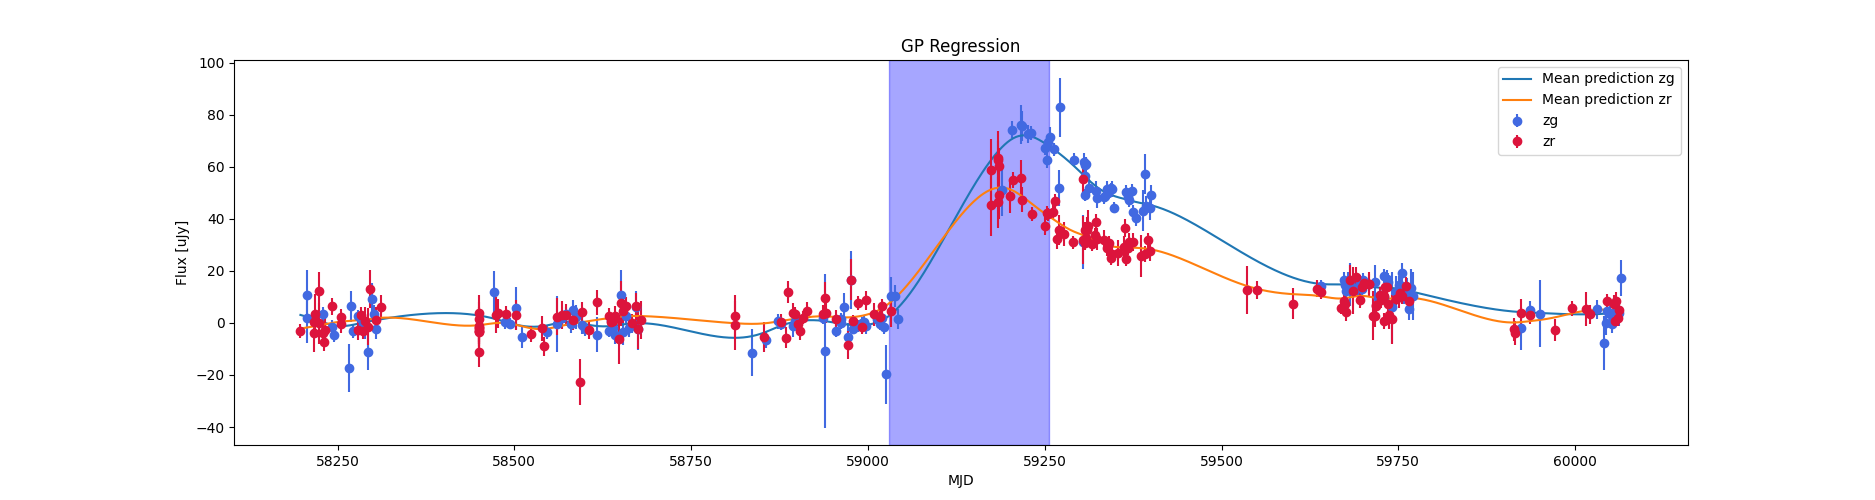 GP Regression
100
80
60
40
20
0
−20
−40
Flux [uJy]
58250
58500
58750
59000
59250
59500
59750
60000
MJD
Mean prediction zg
Mean prediction zr
zg
zr